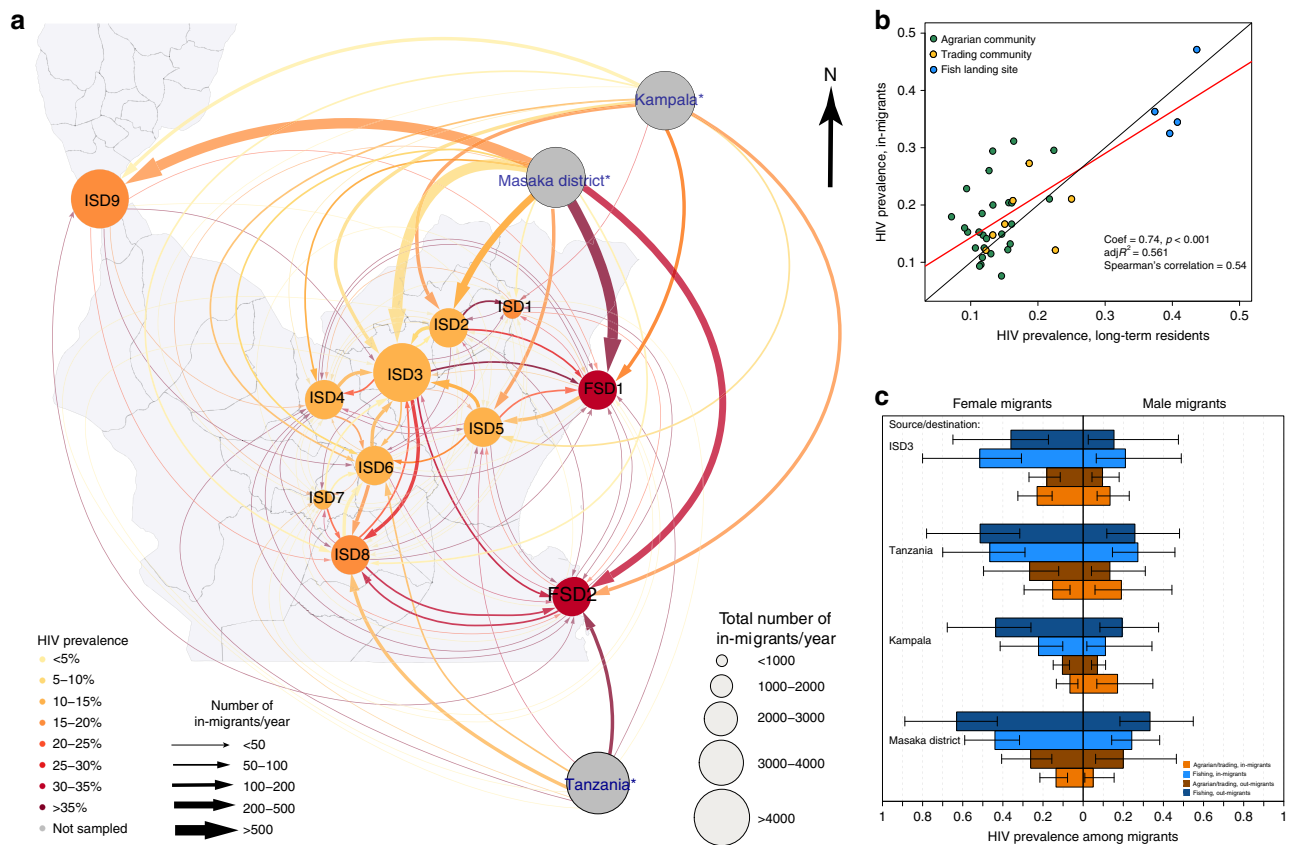 a
N
Kampala*
Masaka district*
ISD9
ISD1
ISD2
ISD3
ISD4
FSD1
ISD5
ISD6
ISD7
ISD8
FSD2
Tanzania*
HIV prevalence
<5%
5–10%
10–15%
15–20%
20–25%
25–30%
30–35%
>35%
Not sampled
Number of
in-migrants/year
<50
50–100
100–200
200–500
>500
Total number of
in-migrants/year
<1000
1000–2000
2000–3000
3000–4000
>4000
b
Agrarian community
Trading community
Fish landing site
HIV prevalence, in-migrants
0.5
0.4
0.3
0.2
0.1
Coef = 0.74, p < 0.001
adjR² = 0.561
Spearman's correlation = 0.54
0.1 0.2 0.3 0.4 0.5
HIV prevalence, long-term residents
c
Female migrants Male migrants
Source/destination:
ISD3
Tanzania
Kampala
Masaka district
Agrarian/trading, in-migrants
Fishing, in-migrants
Agrarian/trading, out-migrants
Fishing, out-migrants
1 0.8 0.6 0.4 0.2 0 0.2 0.4 0.6 0.8 1
HIV prevalence among migrants